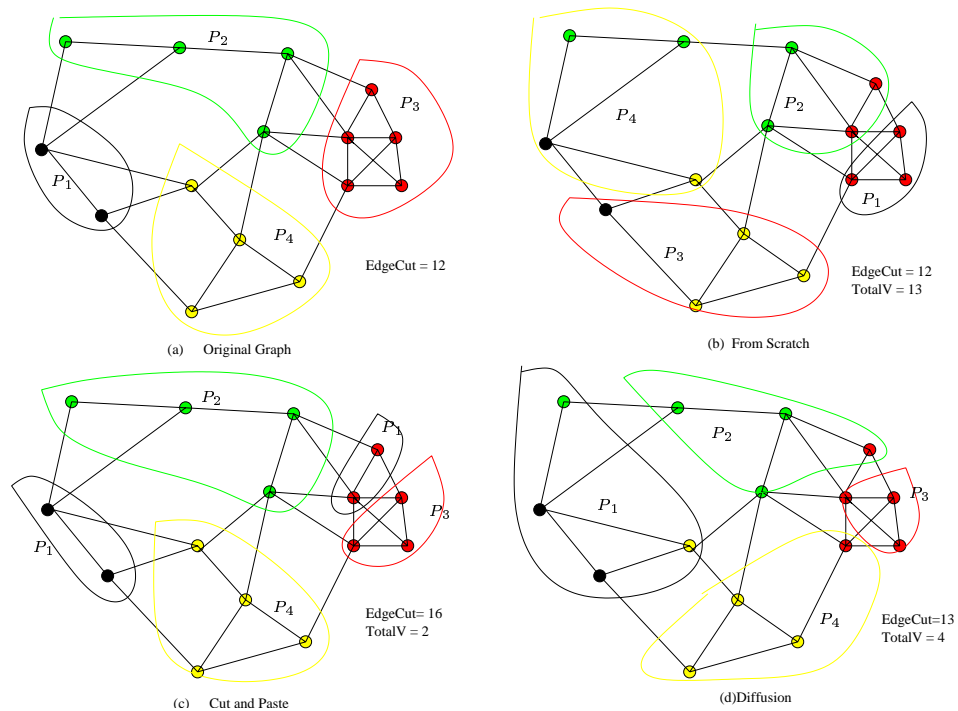 P2
P3
P1
P4
EdgeCut = 12
(a) Original Graph
P4
P2
P1
P3
EdgeCut = 12
TotalV = 13
(b) From Scratch
P2
P1
P3
P1
P4
EdgeCut= 16
TotalV = 2
(c) Cut and Paste
P2
P3
P1
P4
EdgeCut=13
TotalV = 4
(d)Diffusion